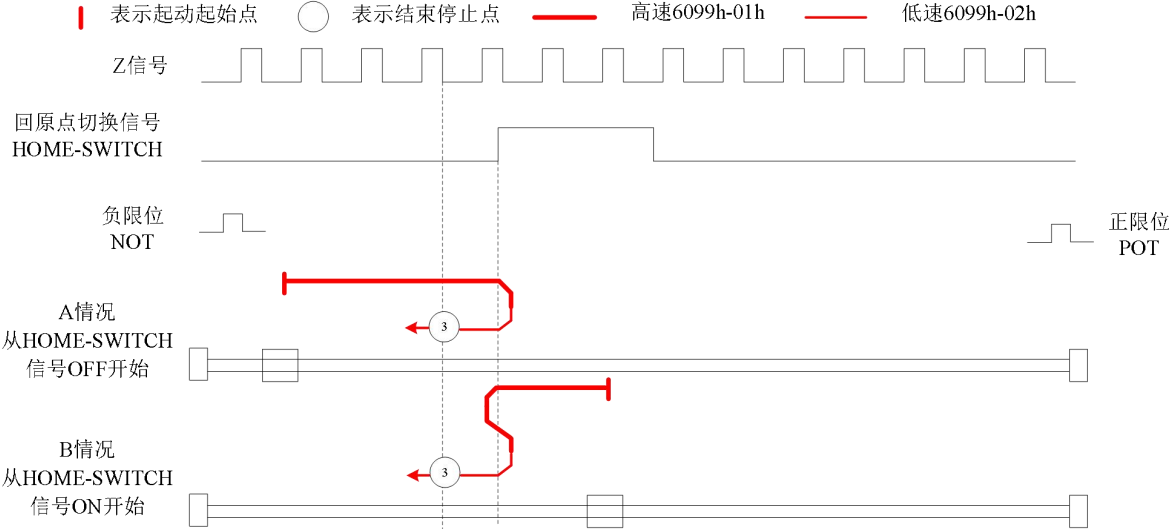 表示起动起始点
表示结束停止点
高速6099h-01h
低速6099h-02h
Z信号
回原点切换信号
HOME-SWITCH
负限位
NOT
正限位
POT
A情况
从HOME-SWITCH
信号OFF开始
3
B情况
从HOME-SWITCH
信号ON开始
3